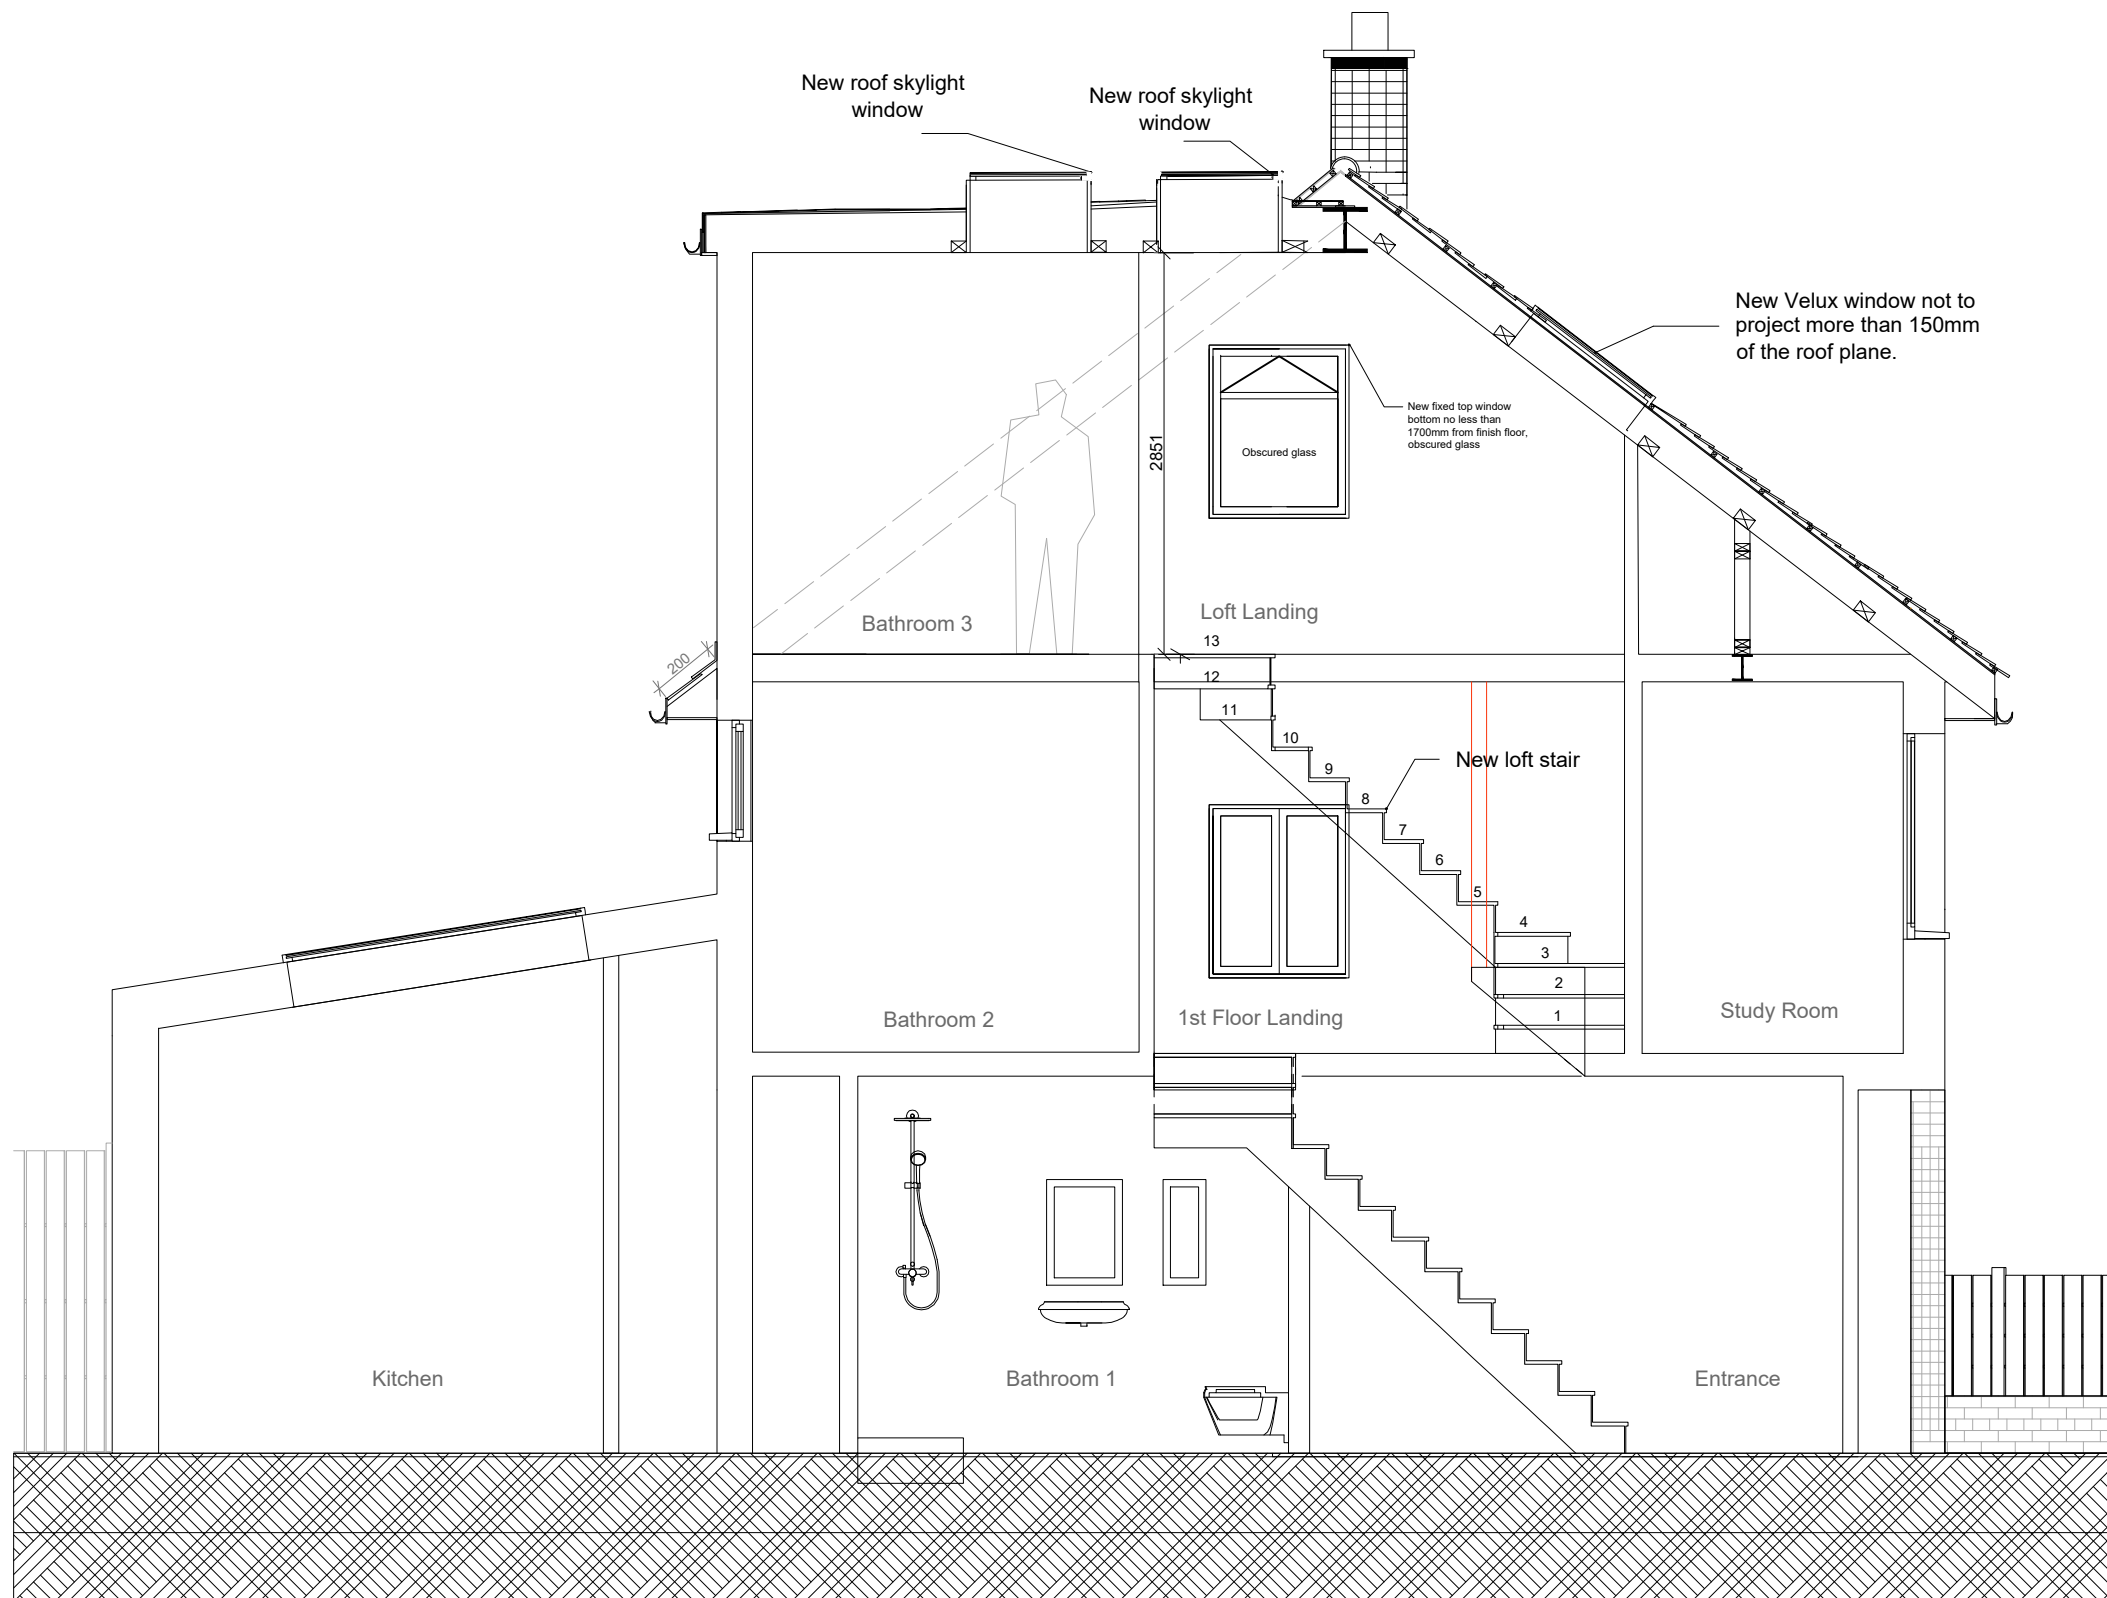 New roof skylight
window
New roof skylight
window
New Velux window not to
project more than 150mm
of the roof plane.
New fixed top window
bottom no less than
1700mm from finish floor,
obscured glass
Obscured glass
2851
Bathroom 3
Loft Landing
200
13
12
11
10
9
New loft stair
8
7
6
5
4
3
2
1
Bathroom 2
1st Floor Landing
Study Room
Kitchen
Bathroom 1
Entrance